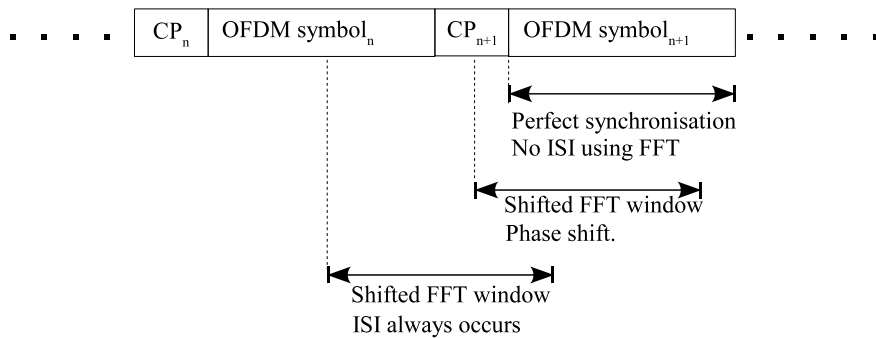 CPn OFDM symboln CPn+1 OFDM symboln+1
Perfect synchronisation
No ISI using FFT
Shifted FFT window
Phase shift.
Shifted FFT window
ISI always occurs